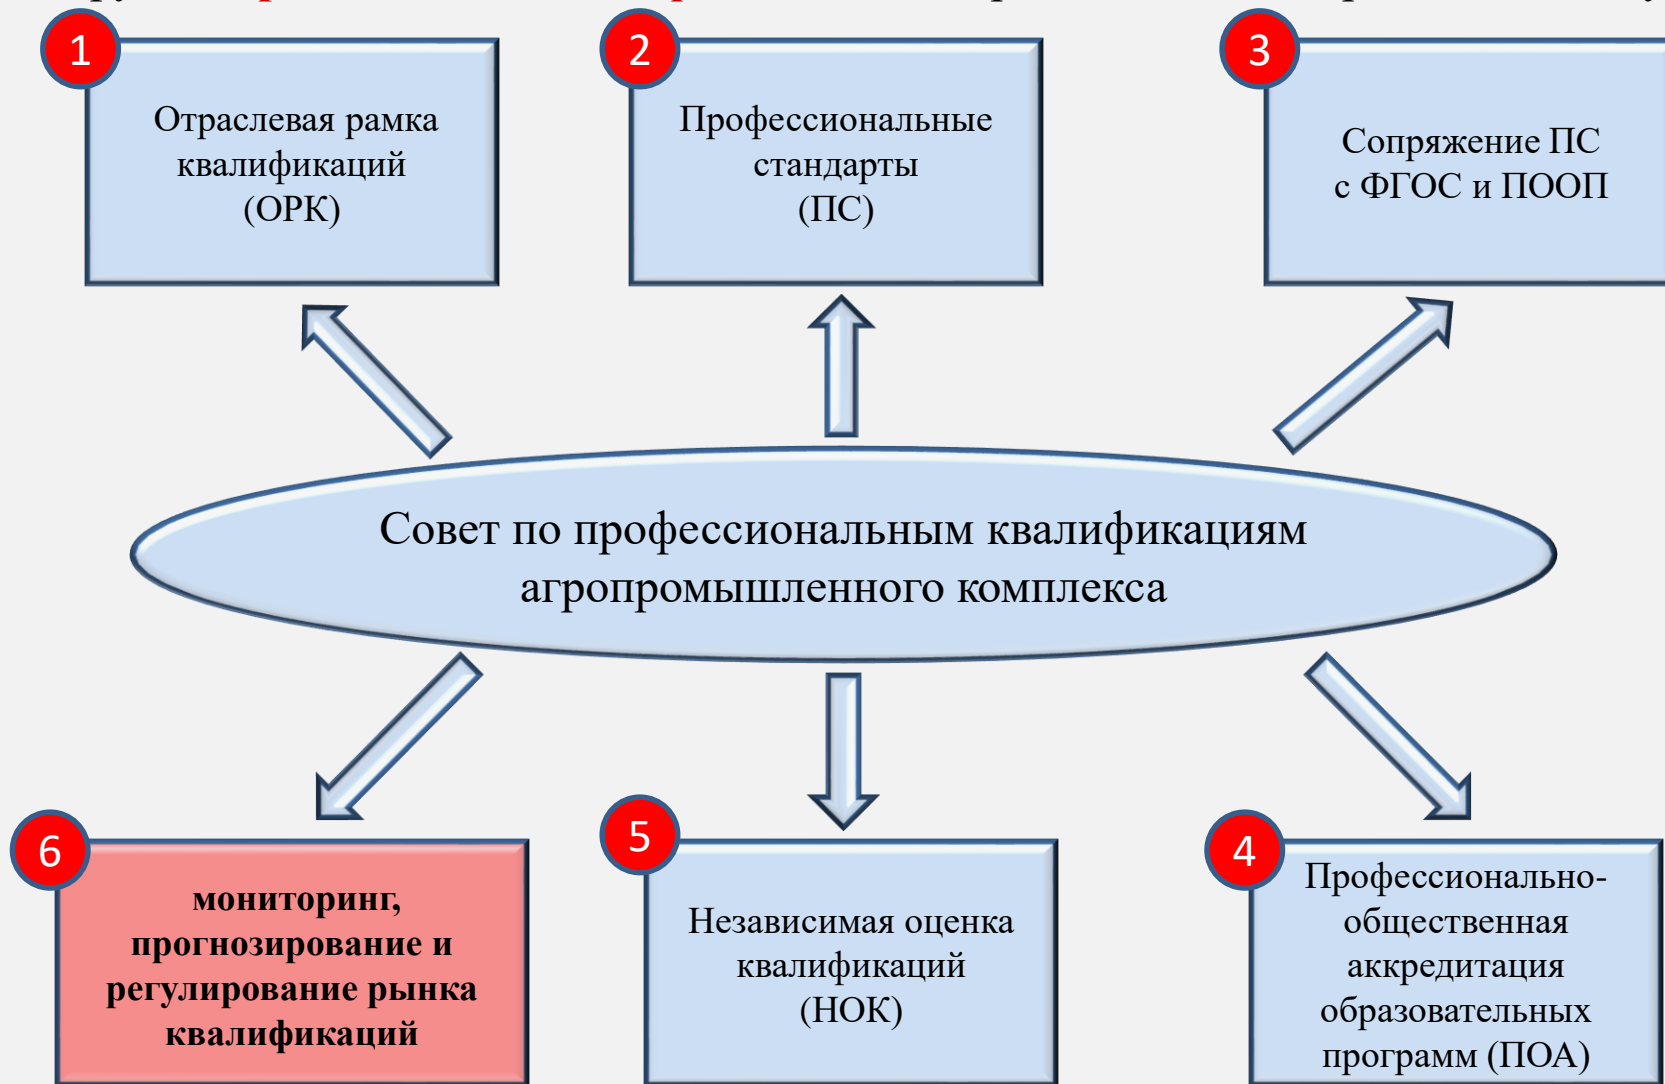 1
Отраслевая рамка
квалификаций
(ОРК)
2
Профессиональные
стандарты
(ПС)
3
Сопряжение ПС
с ФГОС и ПООП
Совет по профессиональным квалификациям
агропромышленного комплекса
6
мониторинг,
прогнозирование и
регулирование рынка
квалификаций
5
Независимая оценка
квалификаций
(НОК)
4
Профессионально-
общественная
аккредитация
образовательных
программ (ПОА)